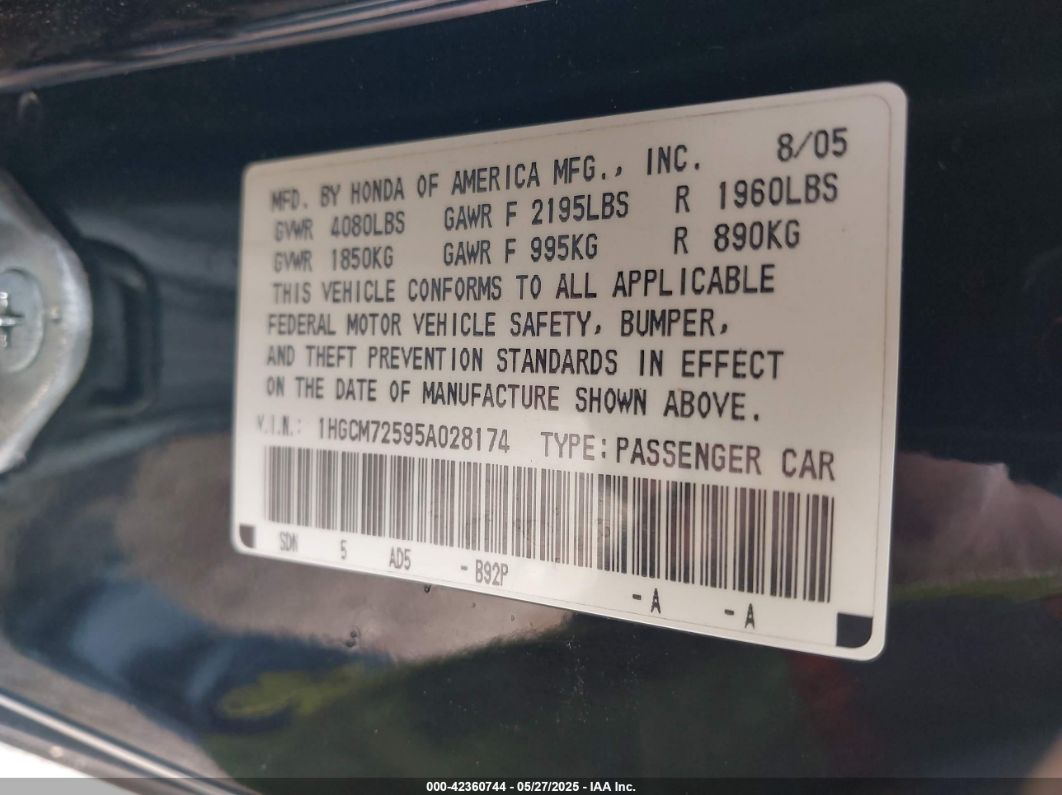 MFD. BY HONDA OF AMERICA MFG., INC. 8/05
GVWR 4080LBS GAWR F 2195LBS R 1960LBS
GVWR 1850KG GAWR F 995KG R 890KG
THIS VEHICLE CONFORMS TO ALL APPLICABLE
FEDERAL MOTOR VEHICLE SAFETY, BUMPER,
AND THEFT PREVENTION STANDARDS IN EFFECT
ON THE DATE OF MANUFACTURE SHOWN ABOVE.
V.I.N.: 1HGCM72595A028174 TYPE: PASSENGER CAR
SDN 5 AD5 - B92P - A - A
000-42360744 - 05/27/2025 - IAA Inc.